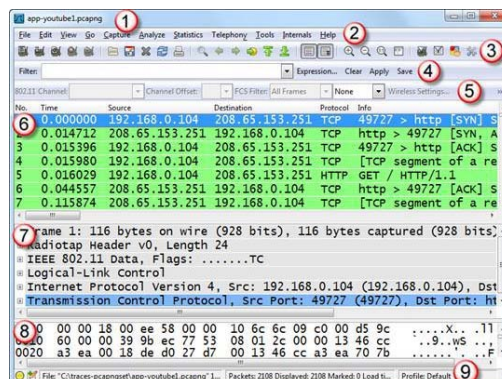 app-youtube1.pcapng
1
File Edit View Go Capture Analyze Statistics Telephony Tools Internals Help
2
3
Filter: Expression... Clear Apply Save
4
802.11 Channel: Channel Offset: FCS Filter: All Frames None Wireless Settings...
5
No. Time Source Destination Protocol Info
6
0.000000 192.168.0.104 208.65.153.251 TCP 49727 > http [SYN] S
2 0.014712 208.65.153.251 192.168.0.104 TCP http > 49727 [SYN, A
3 0.015396 192.168.0.104 208.65.153.251 TCP 49727 > http [ACK] S
4 0.015980 192.168.0.104 208.65.153.251 TCP [TCP segment of a re
5 0.016029 192.168.0.104 208.65.153.251 HTTP GET / HTTP/1.1
6 0.044557 208.65.153.251 192.168.0.104 TCP http > 49727 [ACK] S
7 0.115874 208.65.153.251 192.168.0.104 TCP [TCP segment of a re
7
Frame 1: 116 bytes on wire (928 bits), 116 bytes captured (928 bits)
Radiotap Header v0, Length 24
IEEE 802.11 Data, Flags: .......TC
Logical-Link Control
Internet Protocol Version 4, Src: 192.168.0.104 (192.168.0.104), Dst
Transmission Control Protocol, Src Port: 49727 (49727), Dst Port: ht
8
00 00 18 00 ee 58 00 00 10 6c 6c 09 c0 00 d5 9c .....X.. .ll
0010 60 00 00 39 9b ec 77 53 08 01 2c 00 00 13 46 cc `..9..wS ..
0020 a3 ea 00 18 de d0 27 d7 00 13 46 cc a3 ea 70 7b
File: "C:\traces-pcapngset\app-youtube1.pcapng" 1... Packets: 2108 Displayed: 2108 Marked: 0 Load ti... Profile: Default
9